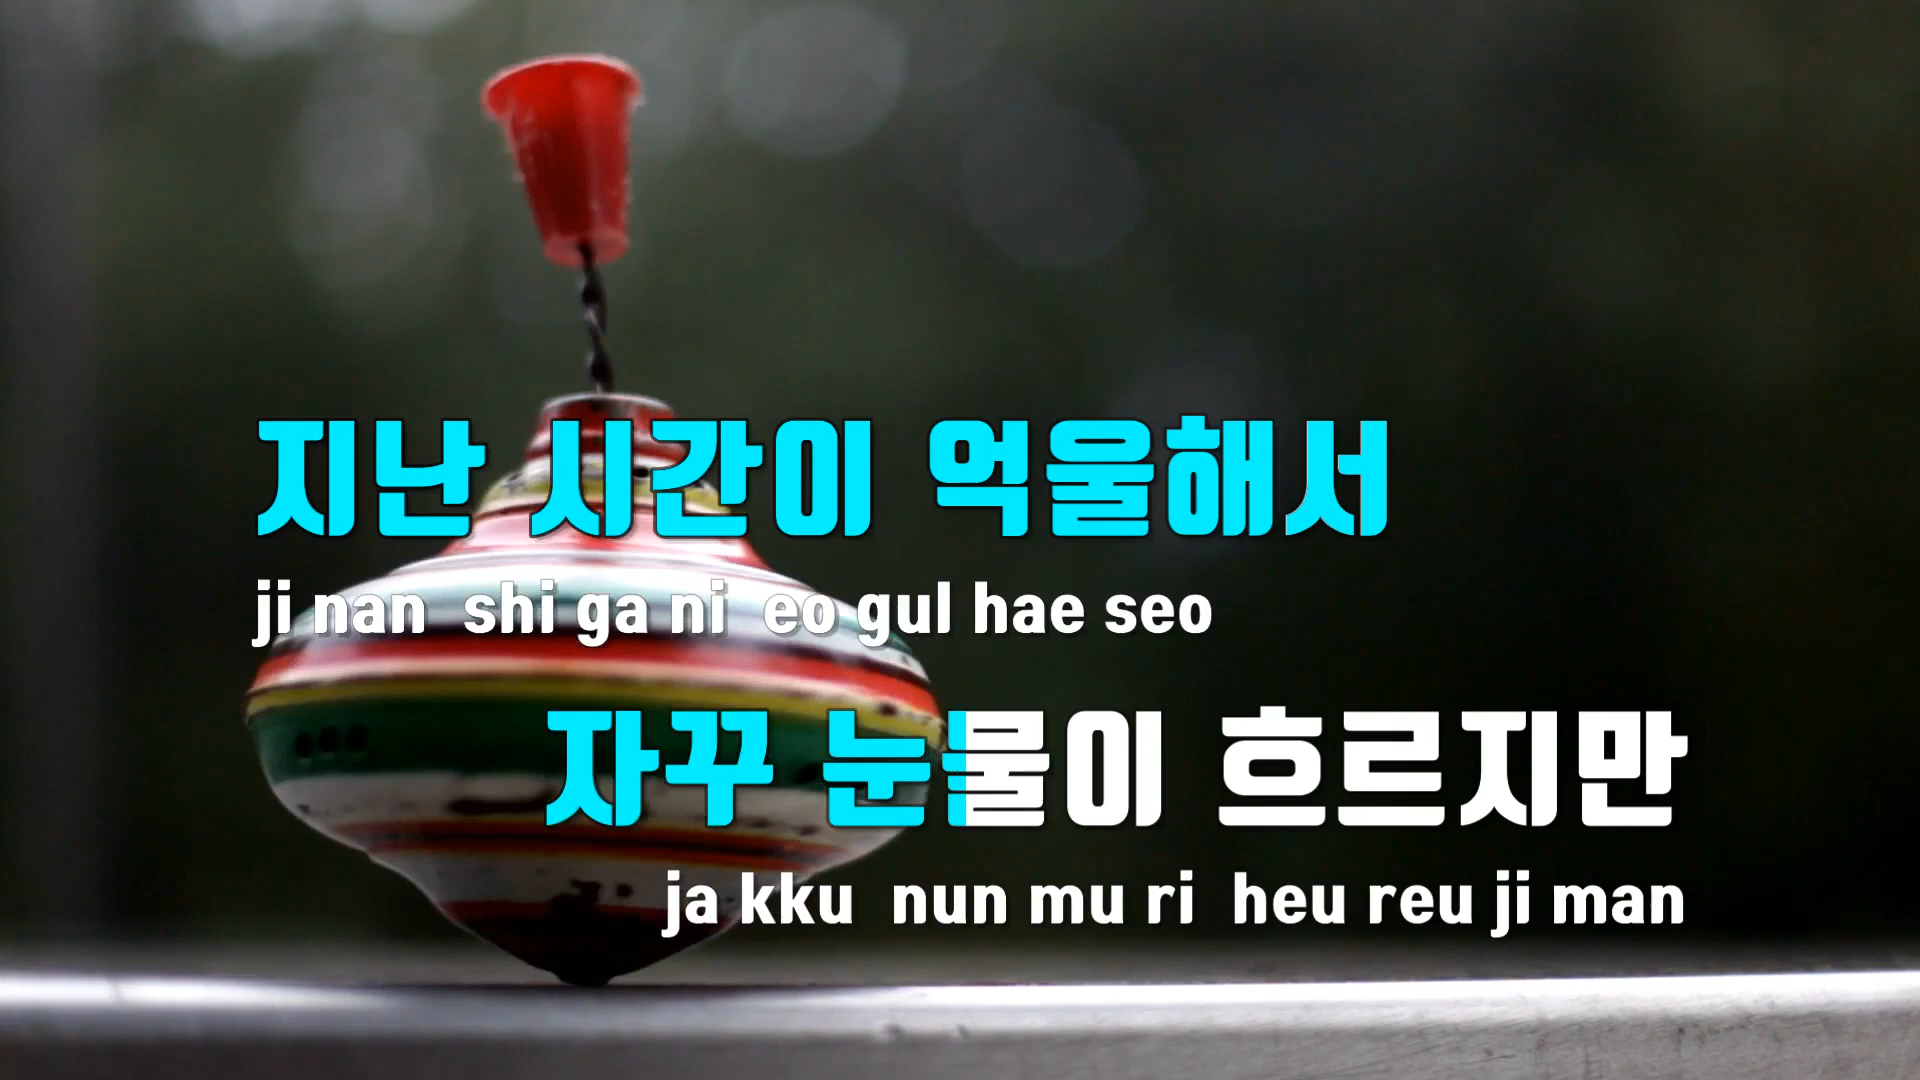 지난 시간이 억울해서
ji nan shi ga ni eo gul hae seo
자꾸 눈물이 흐르지만
ja kku nun mu ri heu reu ji man